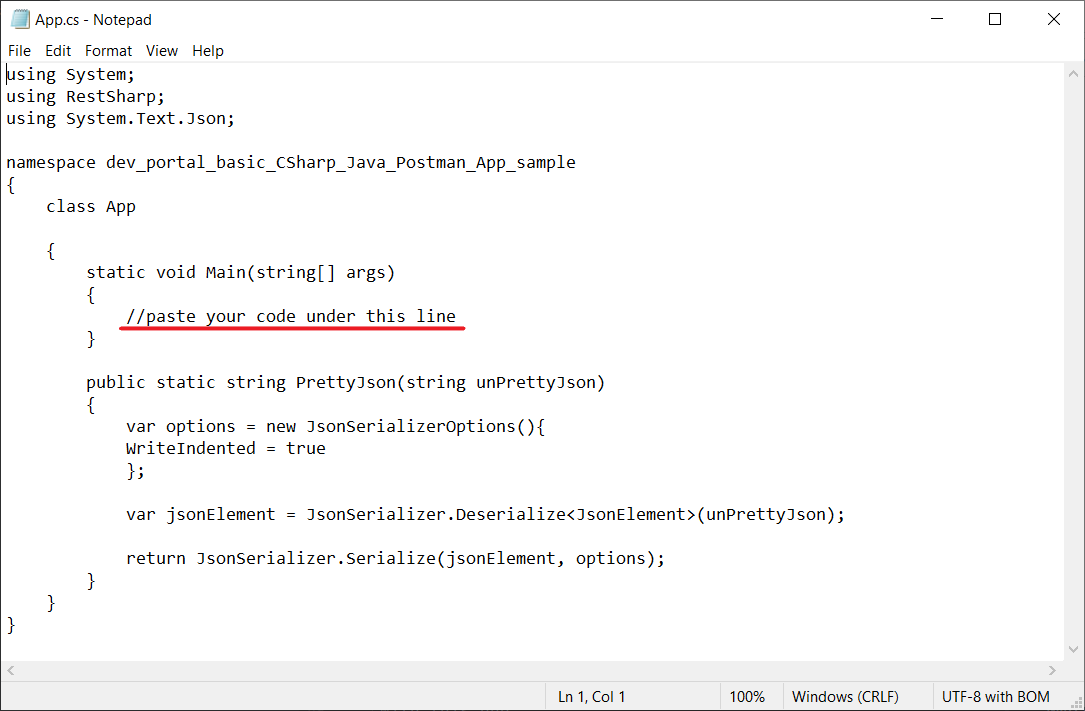 App.cs - Notepad
File Edit Format View Help
using System;
using RestSharp;
using System.Text.Json;
namespace dev_portal_basic_CSharp_Java_Postman_App_sample
{
    class App
    {
        static void Main(string[] args)
        {
            //paste your code under this line
        }
        public static string PrettyJson(string unPrettyJson)
        {
            var options = new JsonSerializerOptions(){
            WriteIndented = true
            };
            var jsonElement = JsonSerializer.Deserialize<JsonElement>(unPrettyJson);
            return JsonSerializer.Serialize(jsonElement, options);
        }
    }
}
Ln 1, Col 1 100% Windows (CRLF) UTF-8 with BOM